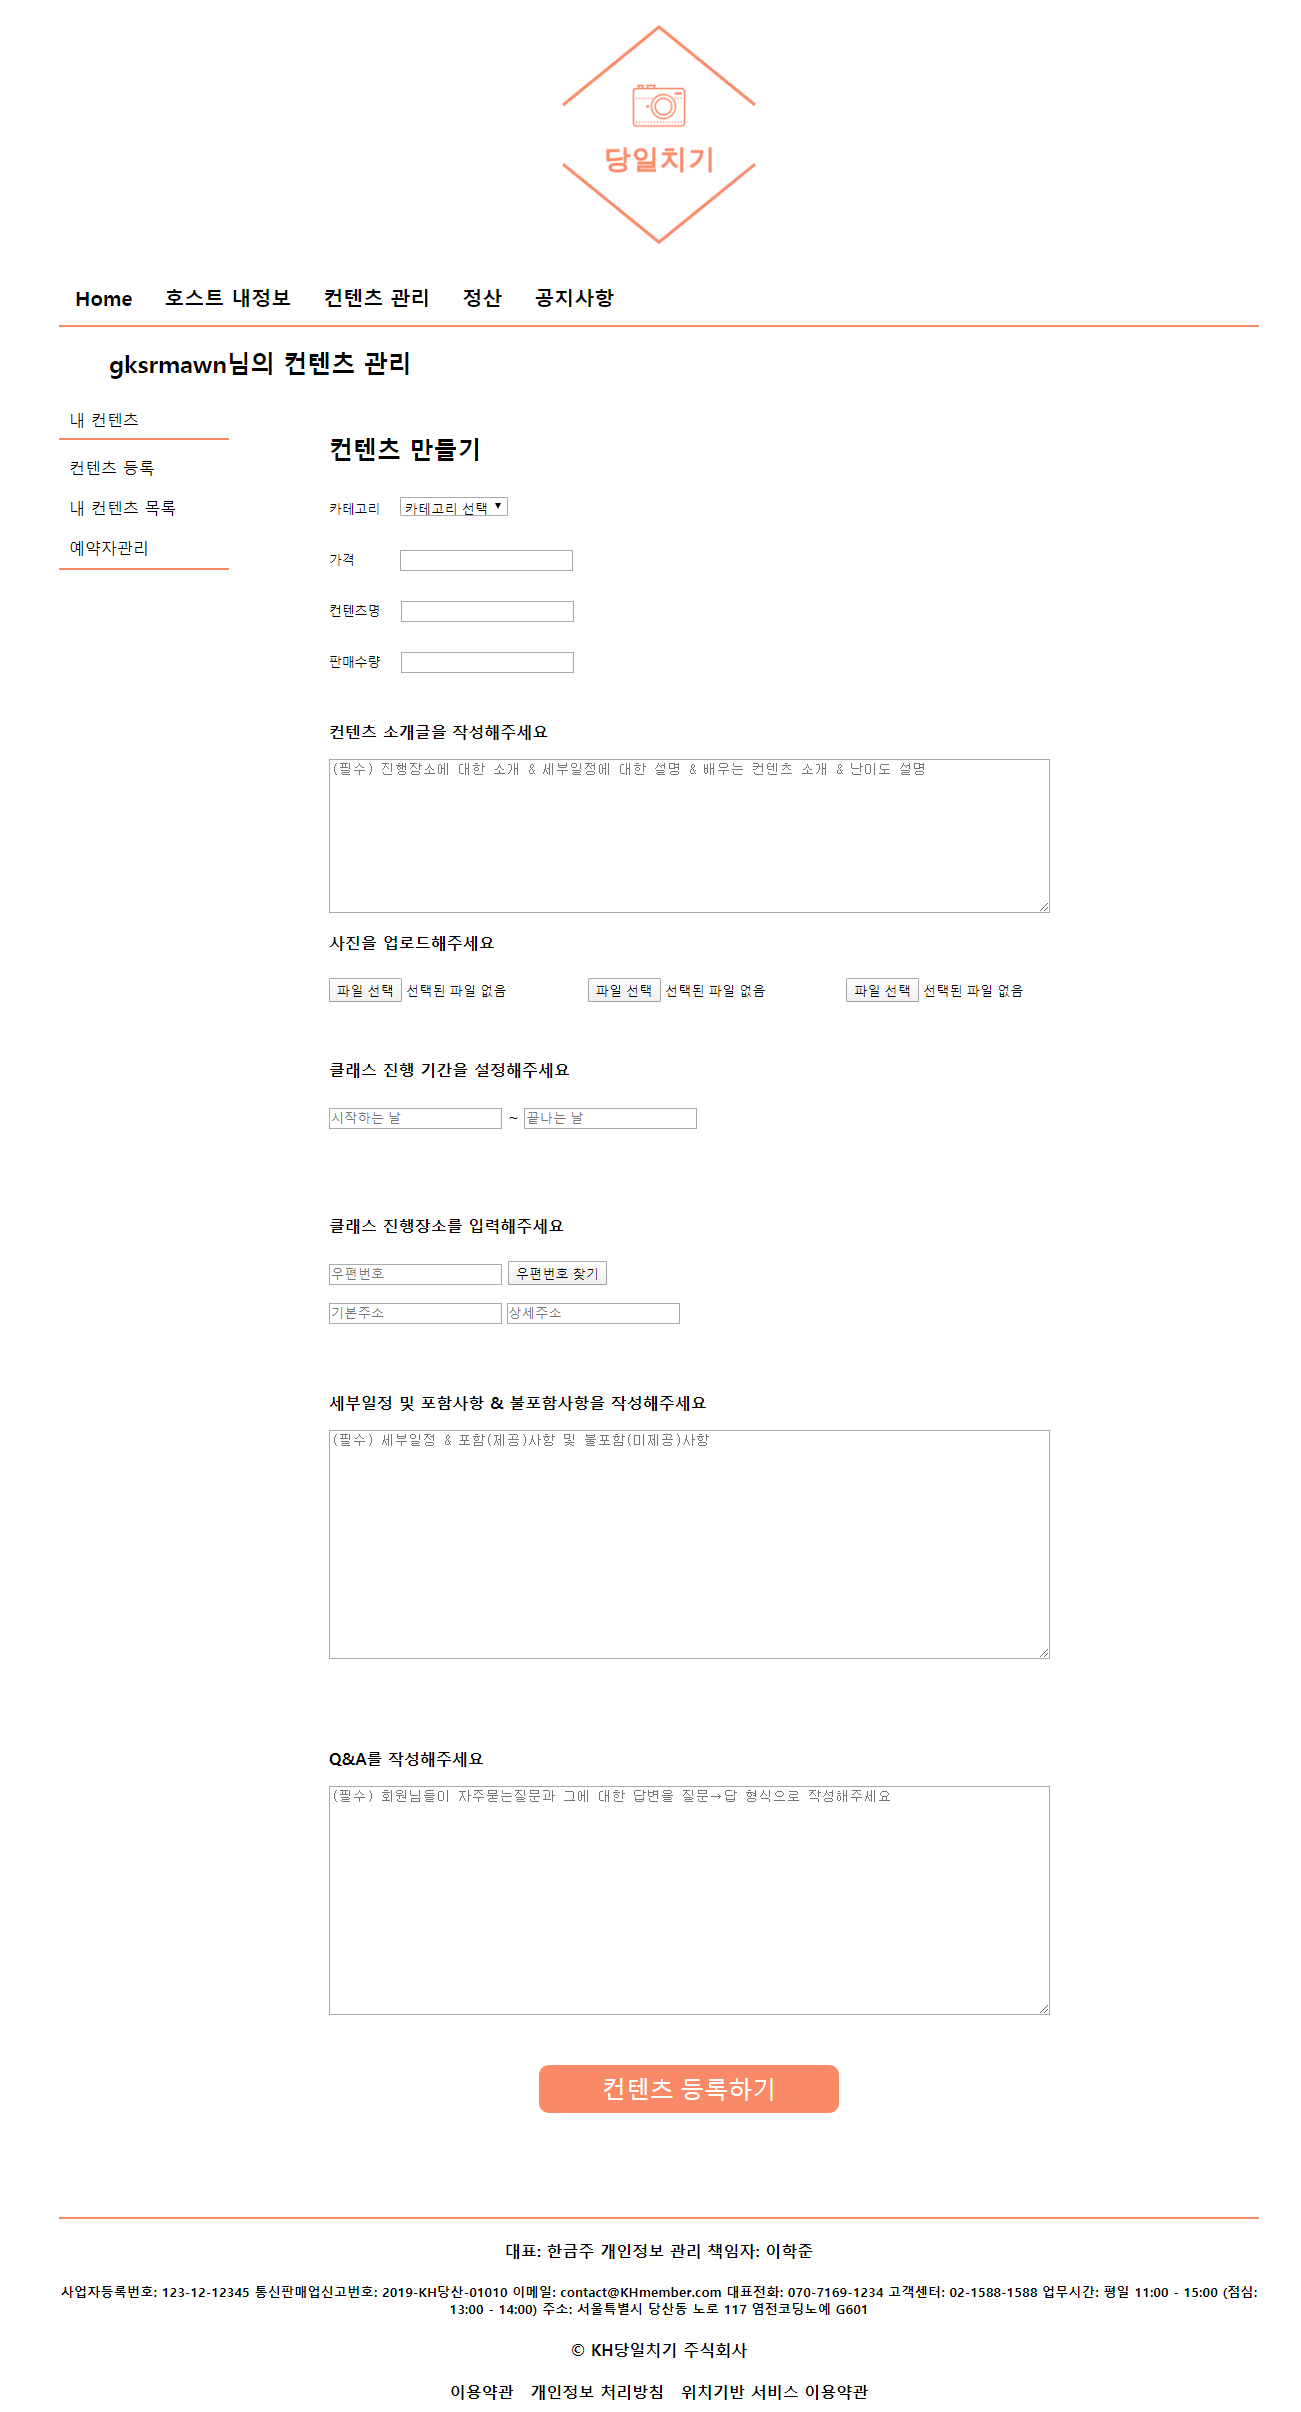 당일치기
Home 호스트 내정보 컨텐츠 관리 정산 공지사항
gksrmawn님의 컨텐츠 관리
내 컨텐츠
컨텐츠 등록
내 컨텐츠 목록
예약자관리
컨텐츠 만들기
카테고리 카테고리 선택
가격
컨텐츠명
판매수량
컨텐츠 소개글을 작성해주세요
(필수) 진행장소에 대한 소개 & 세부일정에 대한 설명 & 배우는 컨텐츠 소개 & 난이도 설명
사진을 업로드해주세요
파일 선택 선택된 파일 없음 파일 선택 선택된 파일 없음 파일 선택 선택된 파일 없음
클래스 진행 기간을 설정해주세요
시작하는 날 ~ 끝나는 날
클래스 진행장소를 입력해주세요
우편번호 우편번호 찾기
기본주소 상세주소
세부일정 및 포함사항 & 불포함사항을 작성해주세요
(필수) 세부일정 & 포함(제공)사항 및 불포함(미제공)사항
Q&A를 작성해주세요
(필수) 회원님들이 자주묻는질문과 그에 대한 답변을 질문→답 형식으로 작성해주세요
컨텐츠 등록하기
대표: 한금주 개인정보 관리 책임자: 이학준
사업자등록번호: 123-12-12345 통신판매업신고번호: 2019-KH당산-01010 이메일: contact@KHmember.com 대표전화: 070-7169-1234 고객센터: 02-1588-1588 업무시간: 평일 11:00 - 15:00 (점심:
13:00 - 14:00) 주소: 서울특별시 당산동 노로 117 염전코딩노예 G601
© KH당일치기 주식회사
이용약관 개인정보 처리방침 위치기반 서비스 이용약관